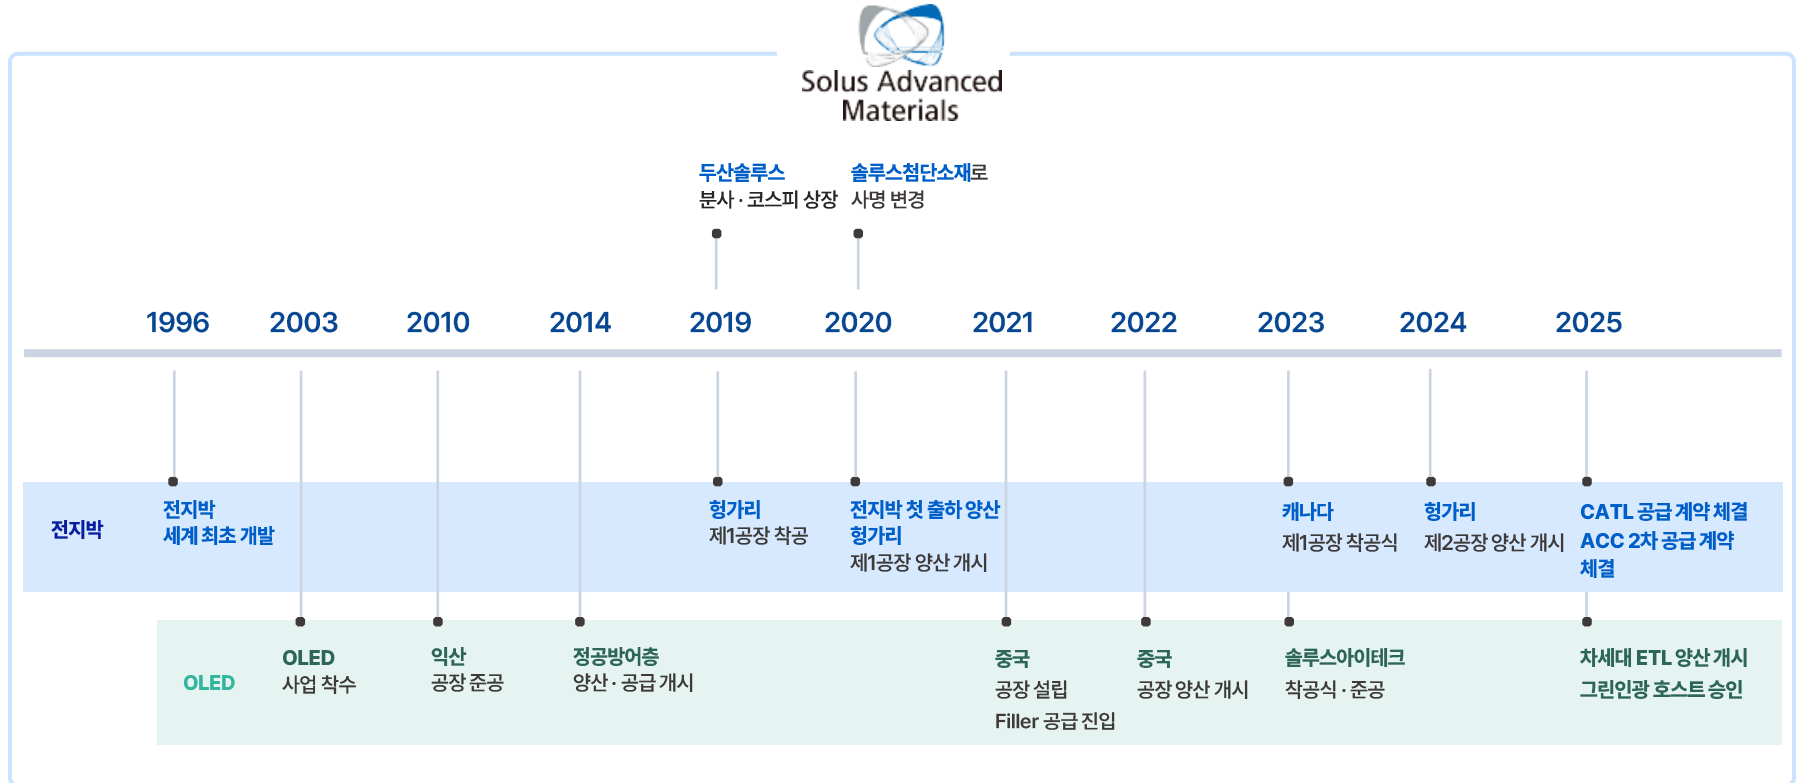 Solus Advanced
Materials
두산솔루스
분사 · 코스피 상장
솔루스첨단소재로
사명 변경
1996
2003
2010
2014
2019
2020
2021
2022
2023
2024
2025
전지박
전지박
세계 최초 개발
헝가리
제1공장 착공
전지박 첫 출하 양산
헝가리
제1공장 양산 개시
캐나다
제1공장 착공식
헝가리
제2공장 양산 개시
CATL 공급 계약 체결
ACC 2차 공급 계약
체결
OLED
OLED
사업 착수
익산
공장 준공
정공방어층
양산 · 공급 개시
중국
공장 설립
Filler 공급 진입
중국
공장 양산 개시
솔루스아이테크
착공식 · 준공
차세대 ETL 양산 개시
그린인광 호스트 승인